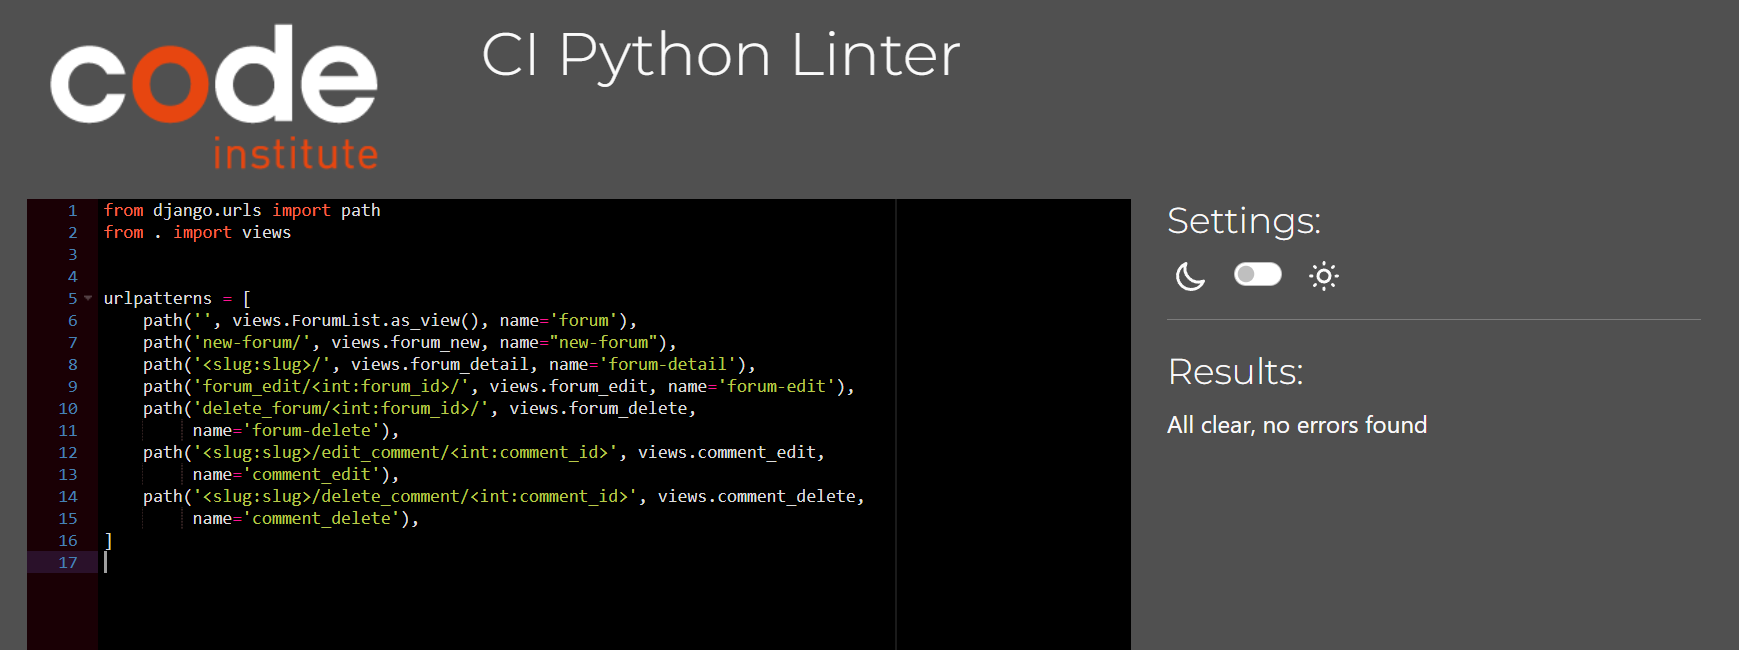 code
institute
CI Python Linter
1 from django.urls import path
2 from . import views
3
4
5 urlpatterns = [
6     path('', views.ForumList.as_view(), name='forum'),
7     path('new-forum/', views.forum_new, name="new-forum"),
8     path('<slug:slug>/', views.forum_detail, name='forum-detail'),
9     path('forum_edit/<int:forum_id>/', views.forum_edit, name='forum-edit'),
10     path('delete_forum/<int:forum_id>/', views.forum_delete,
11          name='forum-delete'),
12     path('<slug:slug>/edit_comment/<int:comment_id>', views.comment_edit,
13          name='comment_edit'),
14     path('<slug:slug>/delete_comment/<int:comment_id>', views.comment_delete,
15          name='comment_delete'),
16 ]
17
Settings:
Results:
All clear, no errors found